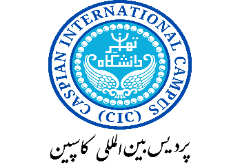 CASPIAN INTERNATIONAL CAMPUS
(CIC)
دانشگاه
تهران
پردیس بین المللی کاسپین